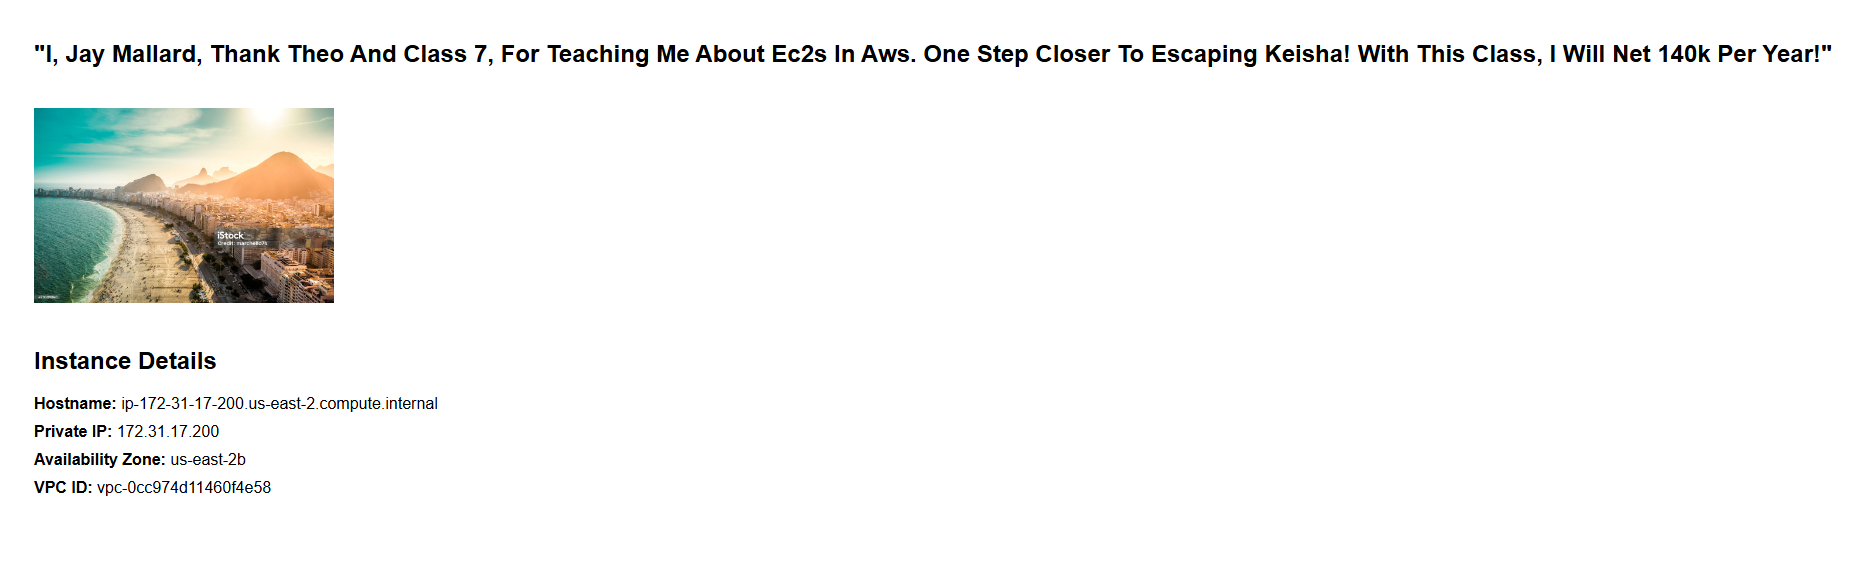 "I, Jay Mallard, Thank Theo And Class 7, For Teaching Me About Ec2s In Aws. One Step Closer To Escaping Keisha! With This Class, I Will Net 140k Per Year!"
iStock
Instance Details
Hostname: ip-172-31-17-200.us-east-2.compute.internal
Private IP: 172.31.17.200
Availability Zone: us-east-2b
VPC ID: vpc-0cc974d11460f4e58